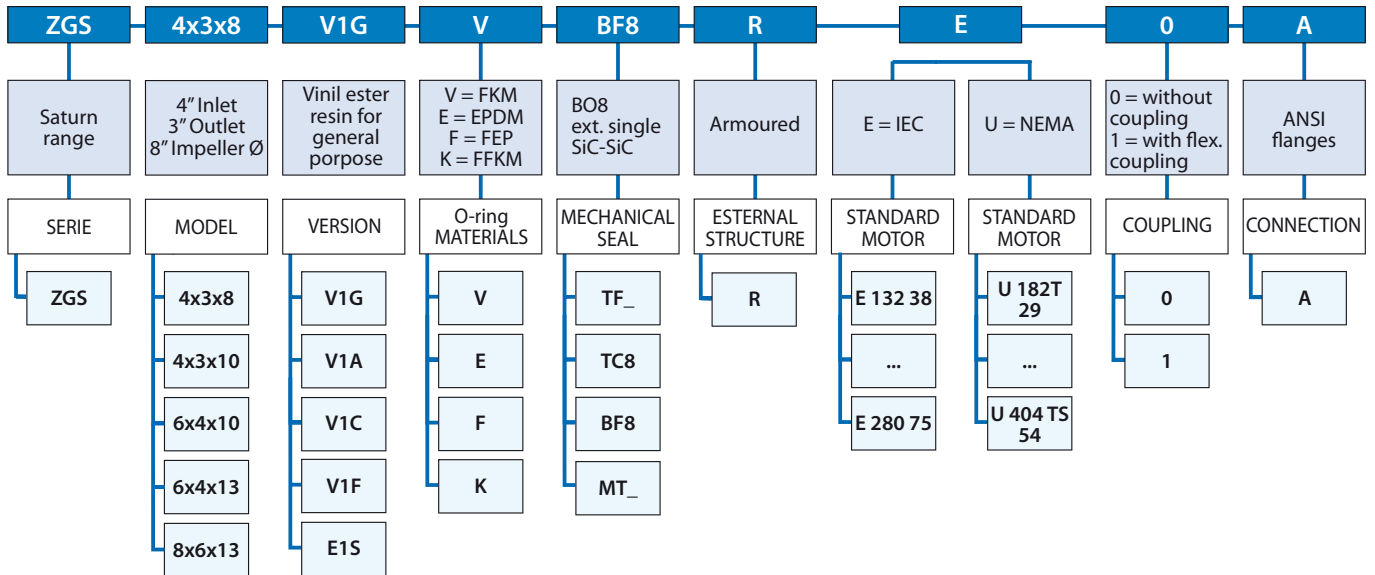 ZGS
4x3x8
V1G
V
BF8
R
E
0
A
Saturn
range
4” Inlet
3” Outlet
8” Impeller Ø
Vinil ester
resin for
general
porpose
V = FKM
E = EPDM
F = FEP
K = FFKM
BO8
ext. single
SiC-SiC
Armoured
E = IEC
U = NEMA
0 = without
coupling
1 = with flex.
coupling
ANSI
flanges
SERIE
MODEL
VERSION
O-ring
MATERIALS
MECHANICAL
SEAL
ESTERNAL
STRUCTURE
STANDARD
MOTOR
STANDARD
MOTOR
COUPLING
CONNECTION
ZGS
4x3x8
V1G
V
TF_
R
E 132 38
U 182T
29
0
A
4x3x10
V1A
E
TC8
...
...
1
6x4x10
V1C
F
BF8
E 280 75
U 404 TS
54
6x4x13
V1F
K
MT_
8x6x13
E1S